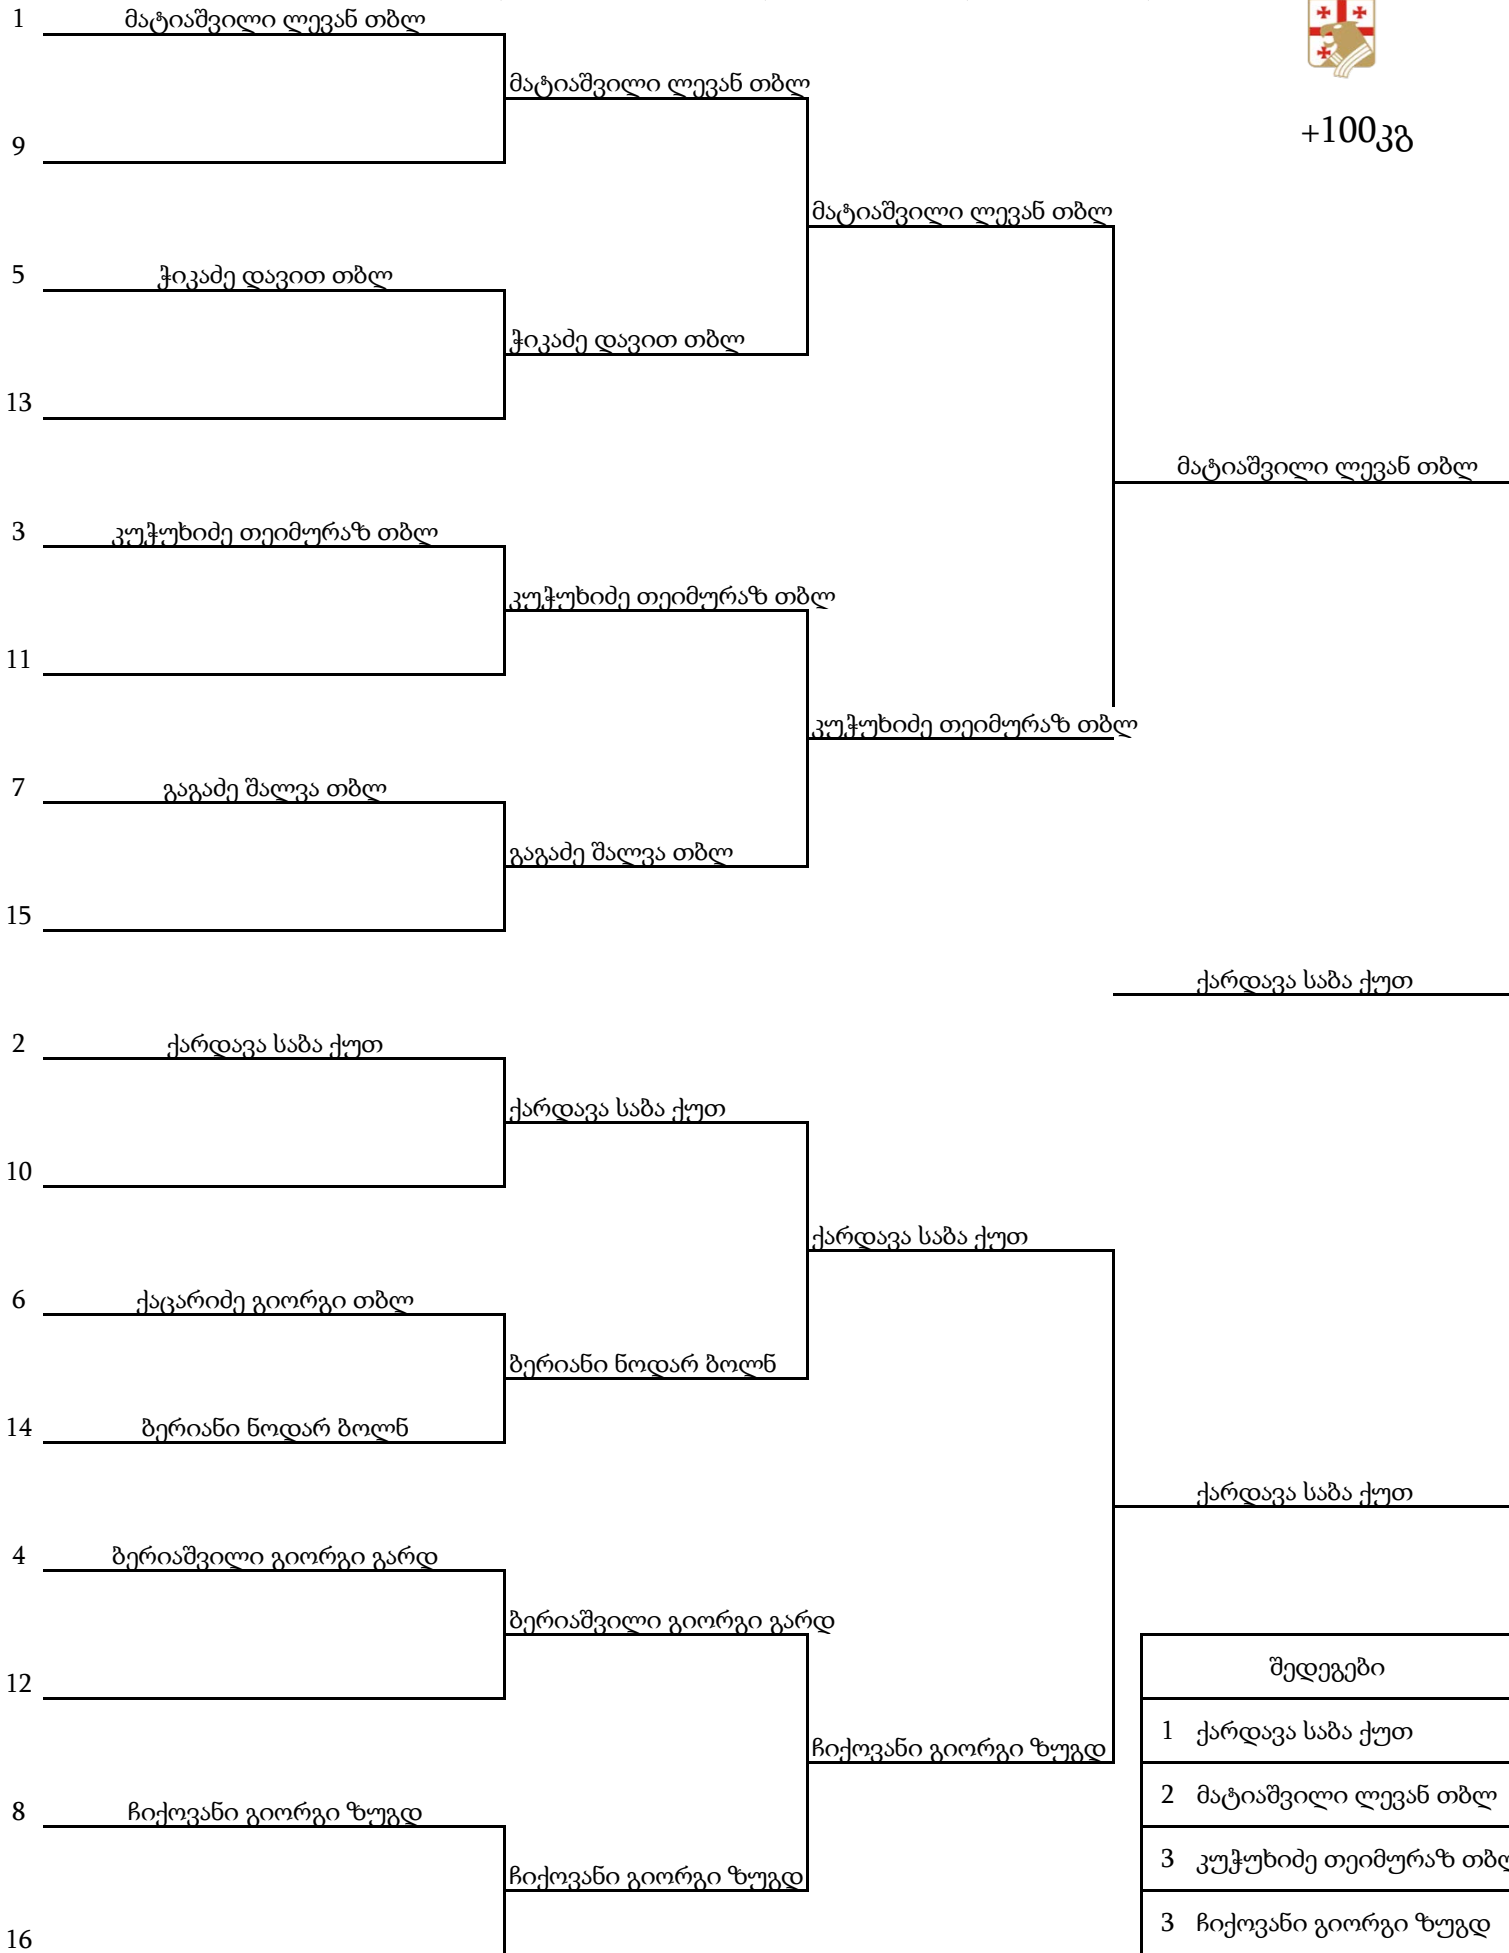 1 მატიაშვილი ლევან თბლ
მატიაშვილი ლევან თბლ
+100კგ
9
მატიაშვილი ლევან თბლ
5 ჭიკაძე დავით თბლ
ჭიკაძე დავით თბლ
13
მატიაშვილი ლევან თბლ
3 კუჭუხიძე თეიმურაზ თბლ
კუჭუხიძე თეიმურაზ თბლ
11
კუჭუხიძე თეიმურაზ თბლ
7 გაგაძე შალვა თბლ
გაგაძე შალვა თბლ
15
ქარდავა საბა ქუთ
2 ქარდავა საბა ქუთ
ქარდავა საბა ქუთ
10
ქარდავა საბა ქუთ
6 ქაცარიძე გიორგი თბლ
ბერიანი ნოდარ ბოლნ
14 ბერიანი ნოდარ ბოლნ
ქარდავა საბა ქუთ
4 ბერიაშვილი გიორგი გარდ
ბერიაშვილი გიორგი გარდ
შედეგები
12
1 ქარდავა საბა ქუთ
ჩიქოვანი გიორგი ზუგდ
2 მატიაშვილი ლევან თბლ
8 ჩიქოვანი გიორგი ზუგდ
3 კუჭუხიძე თეიმურაზ თბლ
ჩიქოვანი გიორგი ზუგდ
3 ჩიქოვანი გიორგი ზუგდ
16